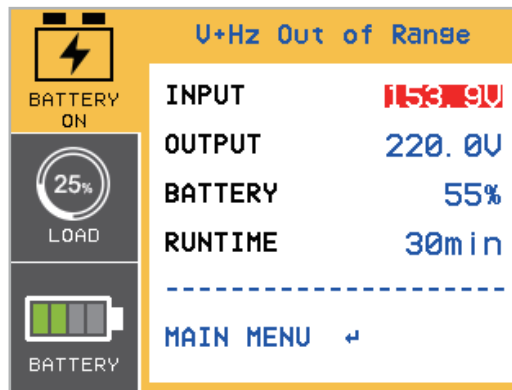 V+Hz Out of Range
BATTERY
ON
INPUT 153.9V
OUTPUT 220.0V
25%
BATTERY 55%
LOAD
RUNTIME 30min
MAIN MENU ↵
BATTERY